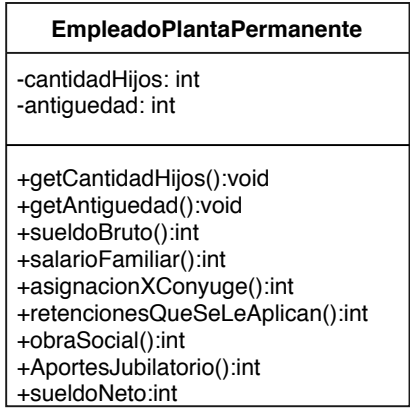 EmpleadoPlantaPermanente
-cantidadHijos: int
-antiguedad: int
+getCantidadHijos():void
+getAntiguedad():void
+sueldoBruto():int
+salarioFamiliar():int
+asignacionXConyuge():int
+retencionesQueSeLeAplican():int
+obraSocial():int
+AportesJubilatorio():int
+sueldoNeto:int